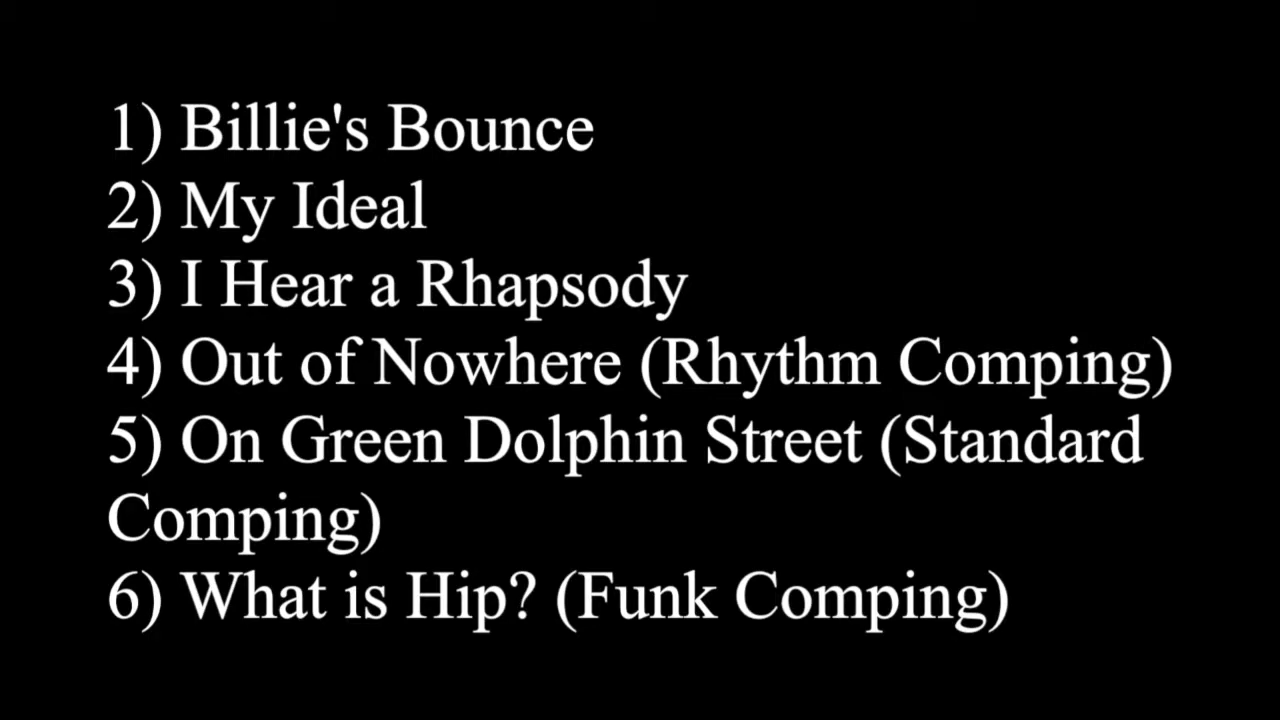 1) Billie's Bounce
2) My Ideal
3) I Hear a Rhapsody
4) Out of Nowhere (Rhythm Comping)
5) On Green Dolphin Street (Standard
Comping)
6) What is Hip? (Funk Comping)